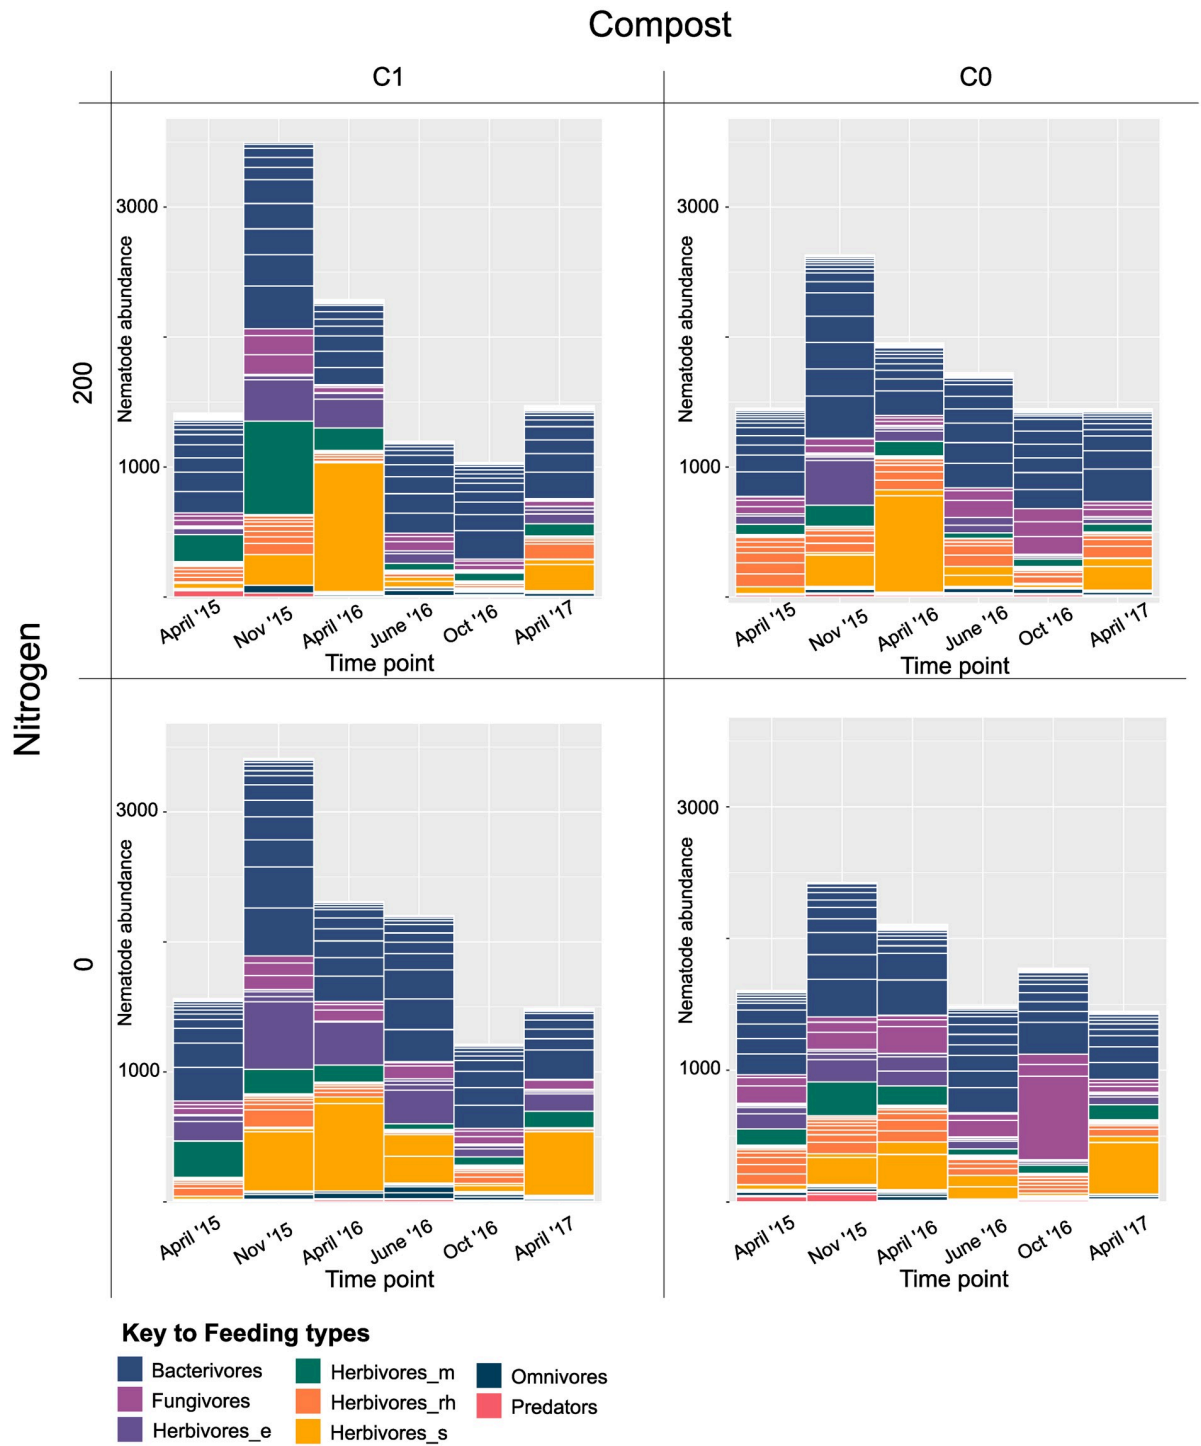 Compost
C1
C0
Nitrogen
200
Nematode abundance
3000
1000
April '15
Nov '15
April '16
June '16
Oct '16
April '17
Time point
Nematode abundance
3000
1000
April '15
Nov '15
April '16
June '16
Oct '16
April '17
Time point
0
Nematode abundance
3000
1000
April '15
Nov '15
April '16
June '16
Oct '16
April '17
Time point
Nematode abundance
3000
1000
April '15
Nov '15
April '16
June '16
Oct '16
April '17
Time point
Key to Feeding types
Bacterivores
Fungivores
Herbivores_e
Herbivores_m
Herbivores_rh
Herbivores_s
Omnivores
Predators